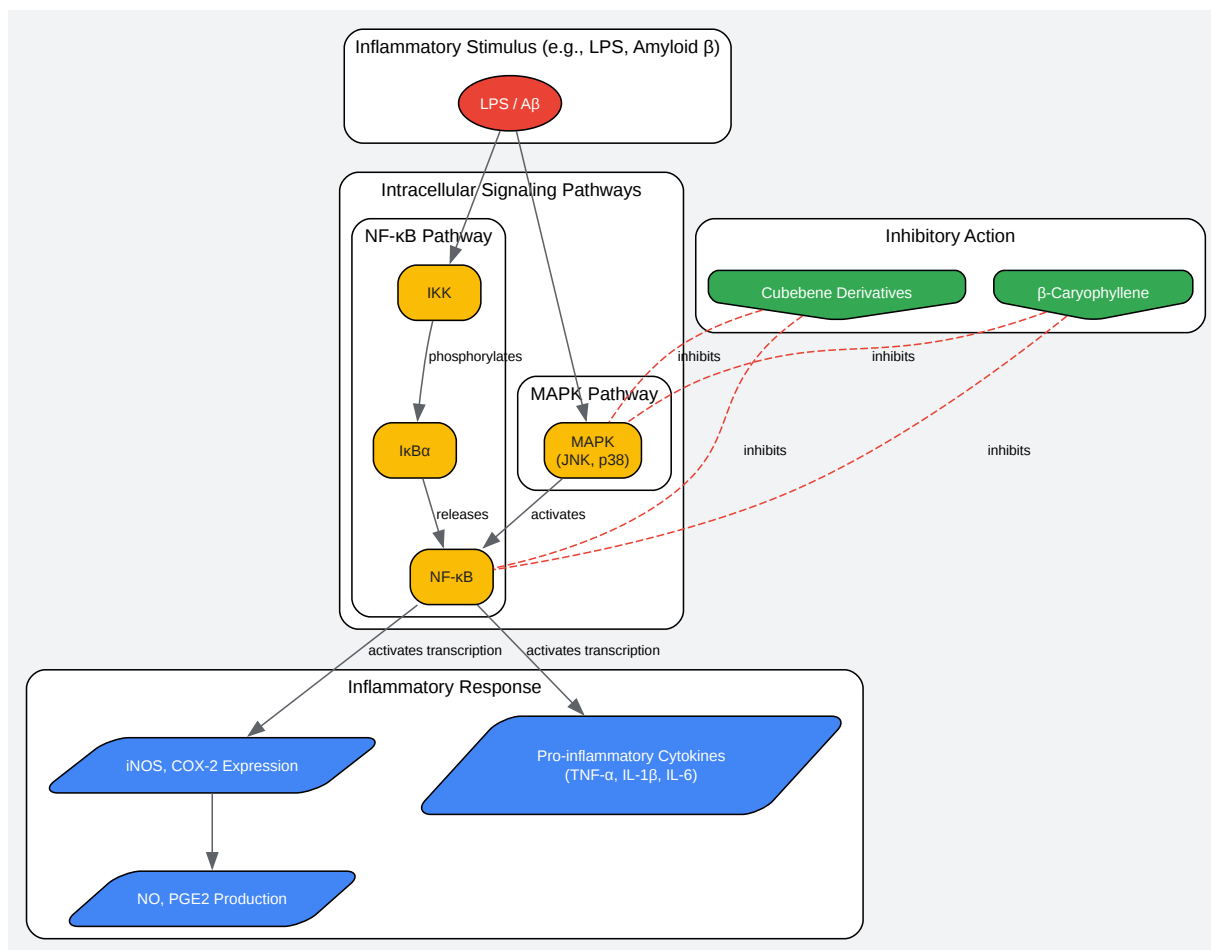 Inflammatory Stimulus (e.g., LPS, Amyloid β)
LPS / Aβ
Intracellular Signaling Pathways
NF-κB Pathway
Inhibitory Action
IKK
Cubebene Derivatives
β-Caryophyllene
phosphorylates
inhibits
inhibits
MAPK Pathway
IκBα
MAPK
(JNK, p38)
inhibits
inhibits
releases
activates
NF-κB
activates transcription
activates transcription
Inflammatory Response
iNOS, COX-2 Expression
Pro-inflammatory Cytokines
(TNF-α, IL-1β, IL-6)
NO, PGE2 Production